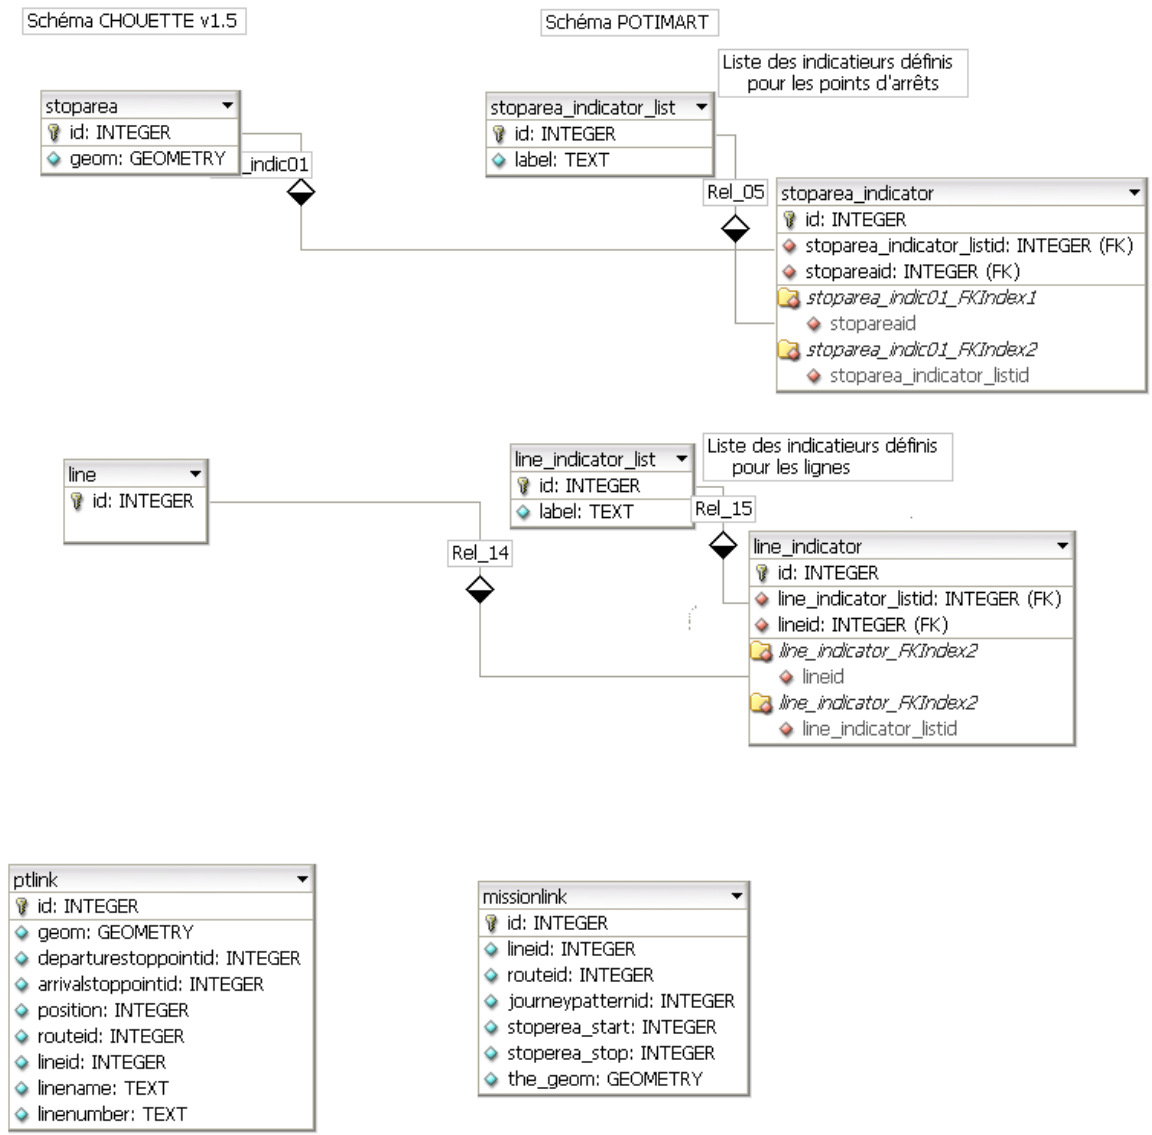 Schéma CHOUETTE v1.5
Schéma POTIMART
Liste des indicatieurs définis
pour les points d'arrêts
stoparea
id: INTEGER
geom: GEOMETRY
_indic01
stoparea_indicator_list
id: INTEGER
label: TEXT
Rel_05
stoparea_indicator
id: INTEGER
stoparea_indicator_listid: INTEGER (FK)
stopareaid: INTEGER (FK)
stoparea_indic01_FKIndex1
stopareaid
stoparea_indic01_FKIndex2
stoparea_indicator_listid
line
id: INTEGER
Rel_14
line_indicator_list
id: INTEGER
label: TEXT
Liste des indicatieurs définis
pour les lignes
Rel_15
line_indicator
id: INTEGER
line_indicator_listid: INTEGER (FK)
lineid: INTEGER (FK)
line_indicator_FKIndex2
lineid
line_indicator_FKIndex2
line_indicator_listid
ptlink
id: INTEGER
geom: GEOMETRY
departurestoppointid: INTEGER
arrivalstoppointid: INTEGER
position: INTEGER
routeid: INTEGER
lineid: INTEGER
linename: TEXT
linenumber: TEXT
missionlink
id: INTEGER
lineid: INTEGER
routeid: INTEGER
journeypatternid: INTEGER
stoperea_start: INTEGER
stoperea_stop: INTEGER
the_geom: GEOMETRY